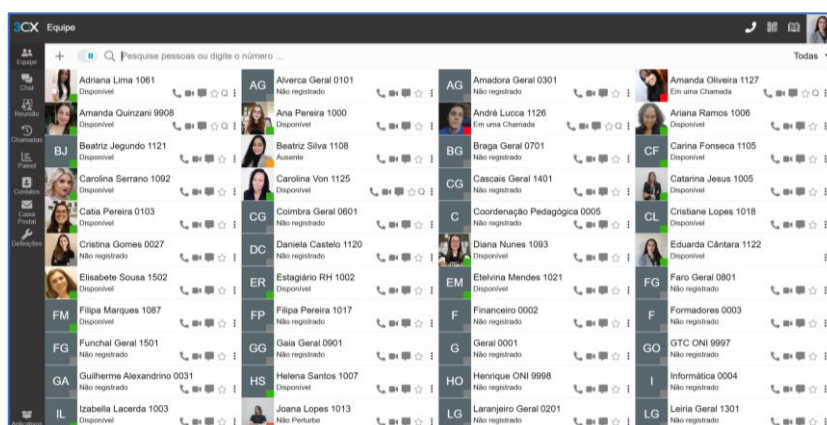 3CX Equipe
Equipe
Chat
Reunião
Chamadas
Painel
Contatos
Caixa
Postal
Definições
Aplicativos
+ 0 Pesquise pessoas ou digite o número ...
Todas
Adriana Lima 1061
Disponível
AG
Alverca Geral 0101
Não registrado
AG
Amadora Geral 0301
Não registrado
Amanda Oliveira 1127
Em uma Chamada
Amanda Quinzani 9908
Disponível
Ana Pereira 1000
Disponível
André Lucca 1126
Em uma Chamada
Ariana Ramos 1006
Disponível
BJ
Beatriz Jegundo 1121
Disponível
Beatriz Silva 1108
Ausente
BG
Braga Geral 0701
Não registrado
CF
Carina Fonseca 1105
Disponível
Carolina Serrano 1092
Disponível
Carolina Von 1125
Disponível
CG
Cascais Geral 1401
Não registrado
Catarina Jesus 1005
Disponível
Catia Pereira 0103
Disponível
CG
Coimbra Geral 0601
Não registrado
C
Coordenação Pedagógica 0005
Não registrado
CL
Cristiane Lopes 1018
Disponível
Cristina Gomes 0027
Não registrado
DC
Daniela Castelo 1120
Não registrado
Diana Nunes 1093
Disponível
Eduarda Cântara 1122
Disponível
Elisabete Sousa 1502
Disponível
ER
Estagiário RH 1002
Disponível
EM
Etelvina Mendes 1021
Disponível
FG
Faro Geral 0801
Não registrado
FM
Filipa Marques 1087
Disponível
FP
Filipa Pereira 1017
Não registrado
F
Financeiro 0002
Não registrado
F
Formadores 0003
Não registrado
FG
Funchal Geral 1501
Não registrado
GG
Gaia Geral 0901
Não registrado
G
Geral 0001
Não registrado
GO
GTC ONI 9997
Não registrado
GA
Guilherme Alexandrino 0031
Não registrado
HS
Helena Santos 1007
Disponível
HO
Henrique ONI 9998
Não registrado
I
Informática 0004
Não registrado
IL
Izabella Lacerda 1003
Disponível
Joana Lopes 1013
Não Perturbe
LG
Laranjeiro Geral 0201
Não registrado
LG
Leiria Geral 1301
Não registrado